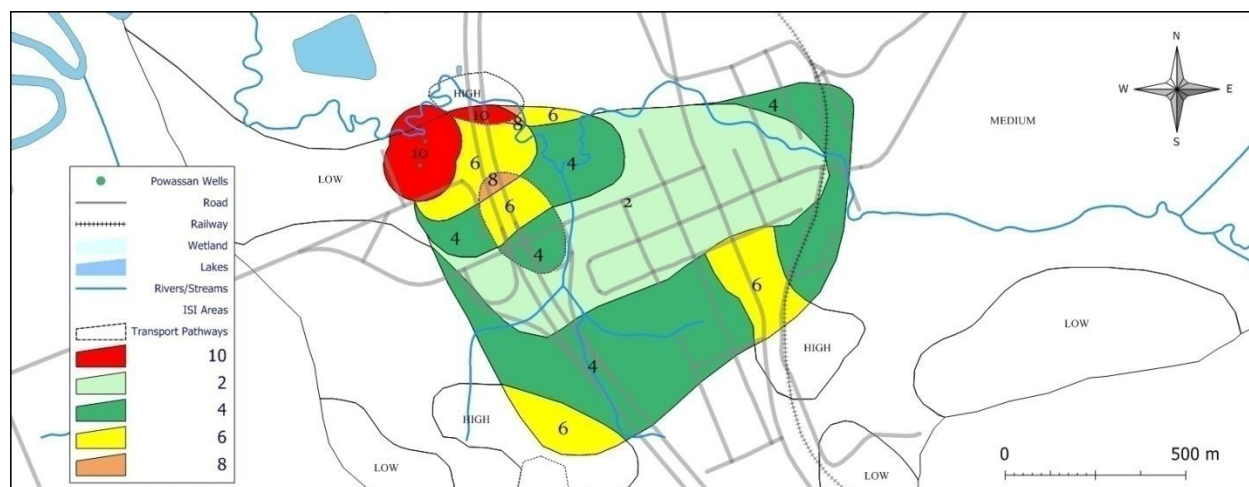 N
W
E
S
HIGH
10
8
6
4
MEDIUM
10
6
4
LOW
8
6
2
4
4
6
4
6
HIGH
LOW
HIGH
LOW
LOW
Powassan Wells
Road
Railway
Wetland
Lakes
Rivers/Streams
ISI Areas
Transport Pathways
10
2
4
6
8
0
500 m